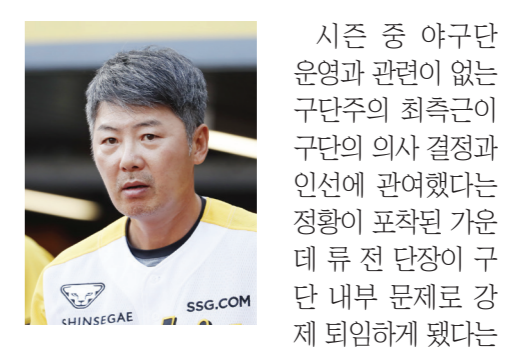 시즌 중 야구단
운영과 관련이 없는
구단주의 최측근이
구단의 의사 결정과
인선에 관여했다는
정황이 포착된 가운
데 류 전 단장이 구
단 내부 문제로 강
제 퇴임하게 됐다는
SSG.COM
SHINSEGAE